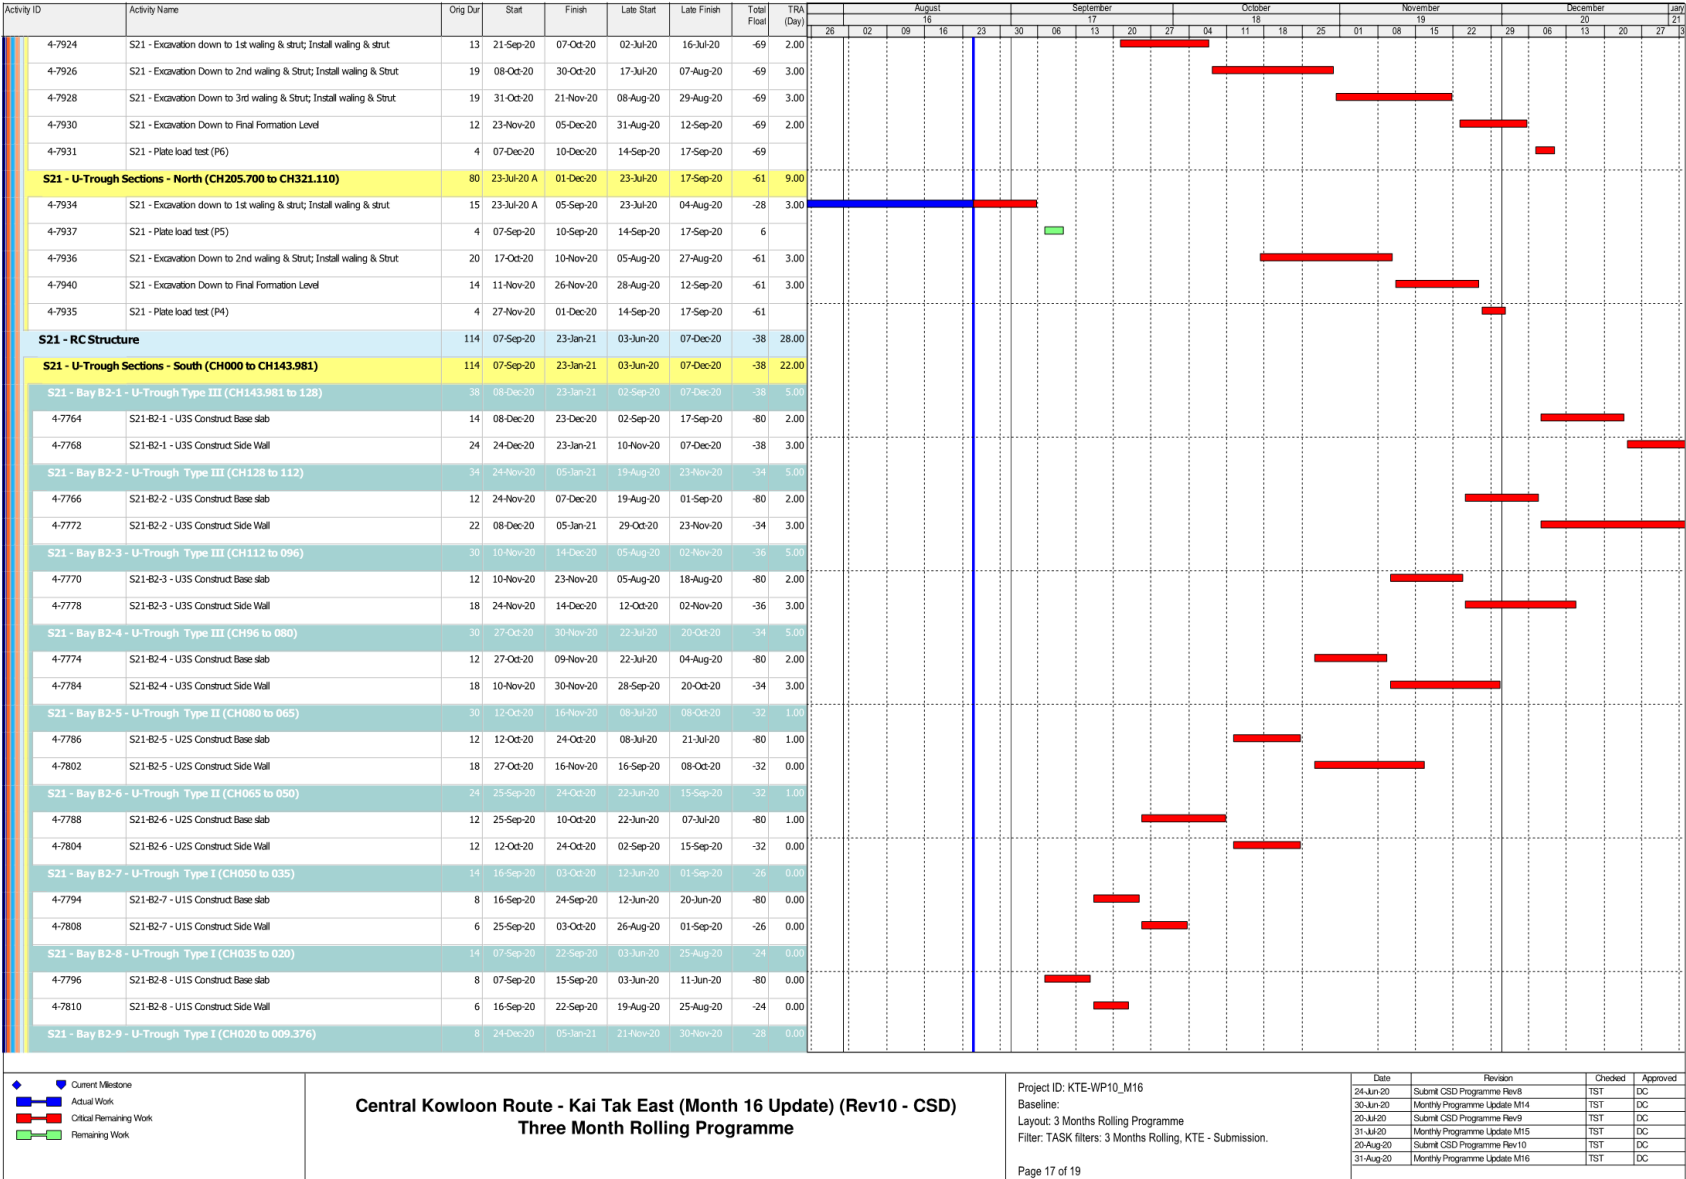 Activity ID Activity Name Orig Dur Start Finish Late Start Late Finish Total Float TRA (Day)
August September October November December uary
16 17 18 19 20 21
26 02 09 16 23 30 06 13 20 27 04 11 18 25 01 08 15 22 29 06 13 20 27 3
4-7924 S21 - Excavation down to 1st waling & strut; Install waling & strut 13 21-Sep-20 07-Oct-20 02-Jul-20 16-Jul-20 -69 2.00
4-7926 S21 - Excavation Down to 2nd waling & Strut; Install waling & Strut 19 08-Oct-20 30-Oct-20 17-Jul-20 07-Aug-20 -69 3.00
4-7928 S21 - Excavation Down to 3rd waling & Strut; Install waling & Strut 19 31-Oct-20 21-Nov-20 08-Aug-20 29-Aug-20 -69 3.00
4-7930 S21 - Excavation Down to Final Formation Level 12 23-Nov-20 05-Dec-20 31-Aug-20 12-Sep-20 -69 2.00
4-7931 S21 - Plate load test (P6) 4 07-Dec-20 10-Dec-20 14-Sep-20 17-Sep-20 -69
S21 - U-Trough Sections - North (CH205.700 to CH321.110) 80 23-Jul-20 A 01-Dec-20 23-Jul-20 17-Sep-20 -61 9.00
4-7934 S21 - Excavation down to 1st waling & strut; Install waling & strut 15 23-Jul-20 A 05-Sep-20 23-Jul-20 04-Aug-20 -28 3.00
4-7937 S21 - Plate load test (P5) 4 07-Sep-20 10-Sep-20 14-Sep-20 17-Sep-20 6
4-7936 S21 - Excavation Down to 2nd waling & Strut; Install waling & Strut 20 17-Oct-20 10-Nov-20 05-Aug-20 27-Aug-20 -61 3.00
4-7940 S21 - Excavation Down to Final Formation Level 14 11-Nov-20 26-Nov-20 28-Aug-20 12-Sep-20 -61 3.00
4-7935 S21 - Plate load test (P4) 4 27-Nov-20 01-Dec-20 14-Sep-20 17-Sep-20 -61
S21 - RC Structure 114 07-Sep-20 23-Jan-21 03-Jun-20 07-Dec-20 -38 28.00
S21 - U-Trough Sections - South (CH000 to CH143.981) 114 07-Sep-20 23-Jan-21 03-Jun-20 07-Dec-20 -38 22.00
S21 - Bay B2-1 - U-Trough Type III (CH143.981 to 128) 38 08-Dec-20 23-Jan-21 02-Sep-20 07-Dec-20 -38 5.00
4-7764 S21-B2-1 - U3S Construct Base slab 14 08-Dec-20 23-Dec-20 02-Sep-20 17-Sep-20 -80 2.00
4-7768 S21-B2-1 - U3S Construct Side Wall 24 24-Dec-20 23-Jan-21 10-Nov-20 07-Dec-20 -38 3.00
S21 - Bay B2-2 - U-Trough Type III (CH128 to 112) 34 24-Nov-20 05-Jan-21 19-Aug-20 23-Nov-20 -34 5.00
4-7766 S21-B2-2 - U3S Construct Base slab 12 24-Nov-20 07-Dec-20 19-Aug-20 01-Sep-20 -80 2.00
4-7772 S21-B2-2 - U3S Construct Side Wall 22 08-Dec-20 05-Jan-21 29-Oct-20 23-Nov-20 -34 3.00
S21 - Bay B2-3 - U-Trough Type III (CH112 to 096) 30 10-Nov-20 14-Dec-20 05-Aug-20 02-Nov-20 -36 5.00
4-7770 S21-B2-3 - U3S Construct Base slab 12 10-Nov-20 23-Nov-20 05-Aug-20 18-Aug-20 -80 2.00
4-7778 S21-B2-3 - U3S Construct Side Wall 18 24-Nov-20 14-Dec-20 12-Oct-20 02-Nov-20 -36 3.00
S21 - Bay B2-4 - U-Trough Type III (CH96 to 080) 30 27-Oct-20 30-Nov-20 22-Jul-20 20-Oct-20 -34 5.00
4-7774 S21-B2-4 - U3S Construct Base slab 12 27-Oct-20 09-Nov-20 22-Jul-20 04-Aug-20 -80 2.00
4-7784 S21-B2-4 - U3S Construct Side Wall 18 10-Nov-20 30-Nov-20 28-Sep-20 20-Oct-20 -34 3.00
S21 - Bay B2-5 - U-Trough Type II (CH080 to 065) 30 12-Oct-20 16-Nov-20 08-Jul-20 08-Oct-20 -32 1.00
4-7786 S21-B2-5 - U2S Construct Base slab 12 12-Oct-20 24-Oct-20 08-Jul-20 21-Jul-20 -80 1.00
4-7802 S21-B2-5 - U2S Construct Side Wall 18 27-Oct-20 16-Nov-20 16-Sep-20 08-Oct-20 -32 0.00
S21 - Bay B2-6 - U-Trough Type II (CH065 to 050) 24 25-Sep-20 24-Oct-20 22-Jun-20 15-Sep-20 -32 1.00
4-7788 S21-B2-6 - U2S Construct Base slab 12 25-Sep-20 10-Oct-20 22-Jun-20 07-Jul-20 -80 1.00
4-7804 S21-B2-6 - U2S Construct Side Wall 12 12-Oct-20 24-Oct-20 02-Sep-20 15-Sep-20 -32 0.00
S21 - Bay B2-7 - U-Trough Type I (CH050 to 035) 14 16-Sep-20 03-Oct-20 12-Jun-20 01-Sep-20 -26 0.00
4-7794 S21-B2-7 - U1S Construct Base slab 8 16-Sep-20 24-Sep-20 12-Jun-20 20-Jun-20 -80 0.00
4-7808 S21-B2-7 - U1S Construct Side Wall 6 25-Sep-20 03-Oct-20 26-Aug-20 01-Sep-20 -26 0.00
S21 - Bay B2-8 - U-Trough Type I (CH035 to 020) 14 07-Sep-20 22-Sep-20 03-Jun-20 25-Aug-20 -24 0.00
4-7796 S21-B2-8 - U1S Construct Base slab 8 07-Sep-20 15-Sep-20 03-Jun-20 11-Jun-20 -80 0.00
4-7810 S21-B2-8 - U1S Construct Side Wall 6 16-Sep-20 22-Sep-20 19-Aug-20 25-Aug-20 -24 0.00
S21 - Bay B2-9 - U-Trough Type I (CH020 to 009.376) 8 24-Dec-20 05-Jan-21 21-Nov-20 30-Nov-20 -28 0.00
Current Milestone
Actual Work
Critical Remaining Work
Remaining Work
Central Kowloon Route - Kai Tak East (Month 16 Update) (Rev10 - CSD)
Three Month Rolling Programme
Project ID: KTE-WP10_M16
Baseline:
Layout: 3 Months Rolling Programme
Filter: TASK filters: 3 Months Rolling, KTE - Submission.
Page 17 of 19
Date Revision Checked Approved
24-Jun-20 Submit CSD Programme Rev8 TST DC
30-Jun-20 Monthly Programme Update M14 TST DC
20-Jul-20 Submit CSD Programme Rev9 TST DC
31-Jul-20 Monthly Programme Update M15 TST DC
20-Aug-20 Submit CSD Programme Rev10 TST DC
31-Aug-20 Monthly Programme Update M16 TST DC